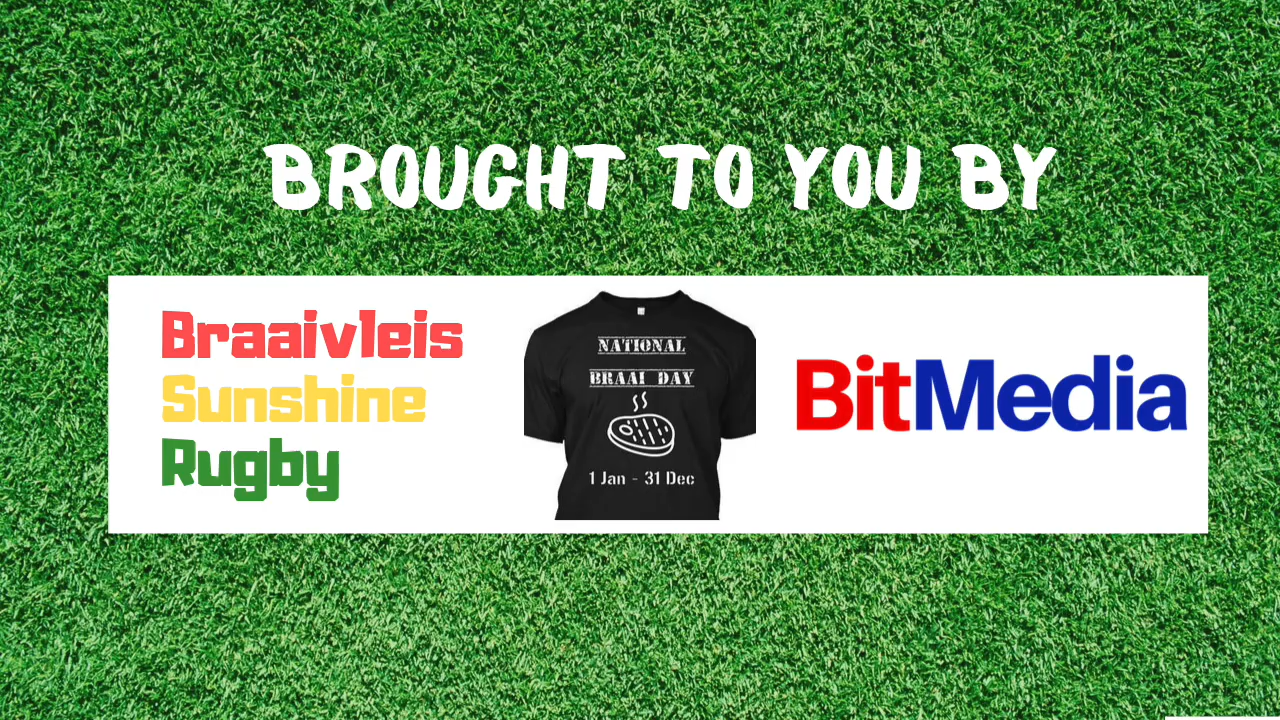 BROUGHT TO YOU BY
Braaivleis
Sunshine
Rugby
NATIONAL
BRAAI DAY
1 Jan - 31 Dec
BitMedia